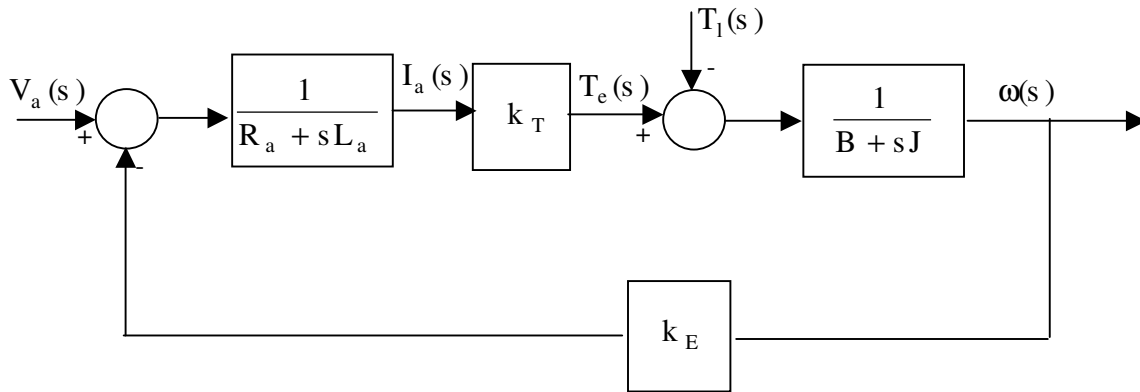 T_l(s)
V_a(s)
+
-
1
R_a + sL_a
I_a(s)
k_T
T_e(s)
+
-
1
B + sJ
ω(s)
k_E